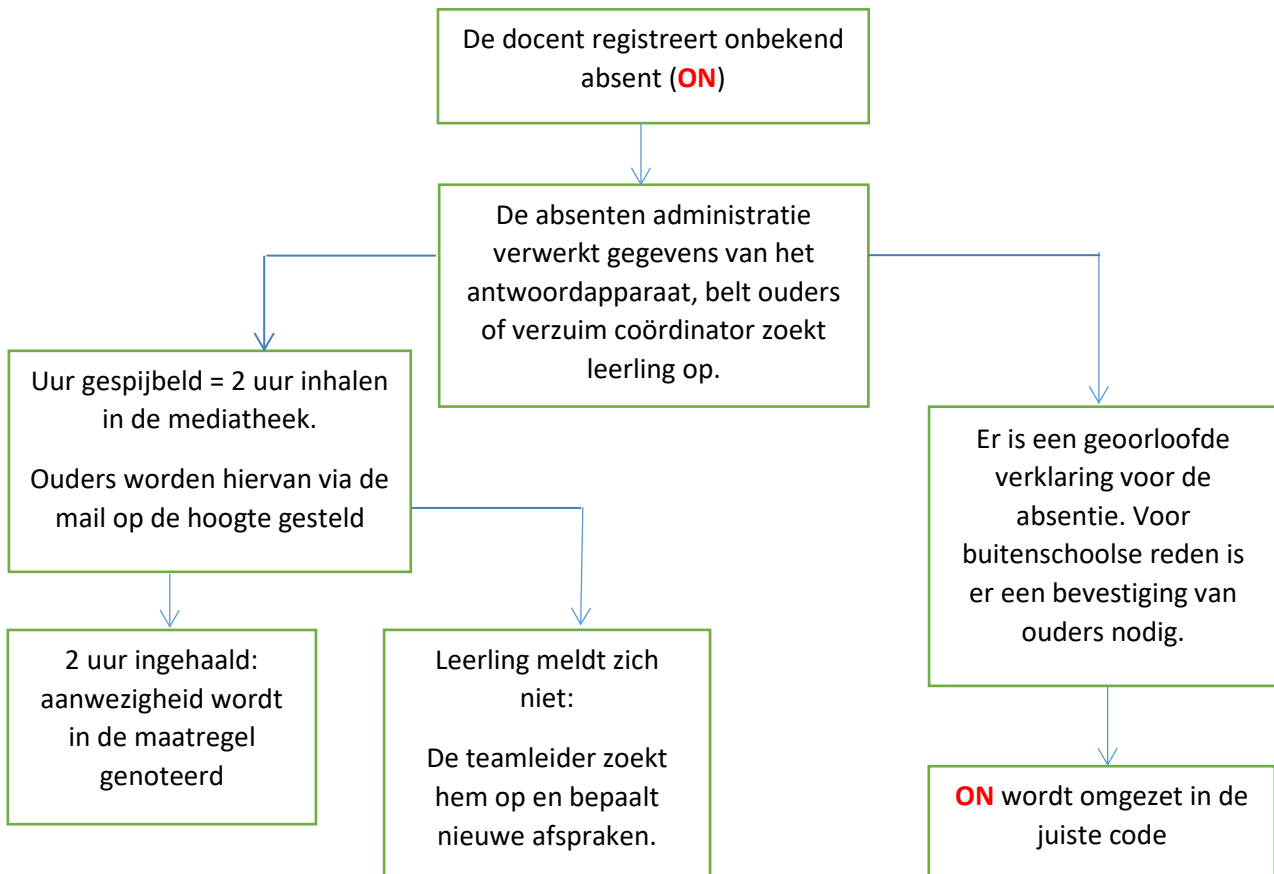 De docent registreert onbekend
absent (ON)
De absenten administratie
verwerkt gegevens van het
antwoordapparaat, belt ouders
of verzuim coördinator zoekt
leerling op.
Uur gespijbeld = 2 uur inhalen
in de mediatheek.
Ouders worden hiervan via de
mail op de hoogte gesteld
Er is een geoorloofde
verklaring voor de
absentie. Voor
buitenschoolse reden is
er een bevestiging van
ouders nodig.
2 uur ingehaald:
aanwezigheid wordt
in de maatregel
genoteerd
Leerling meldt zich
niet:
De teamleider zoekt
hem op en bepaalt
nieuwe afspraken.
ON wordt omgezet in de
juiste code